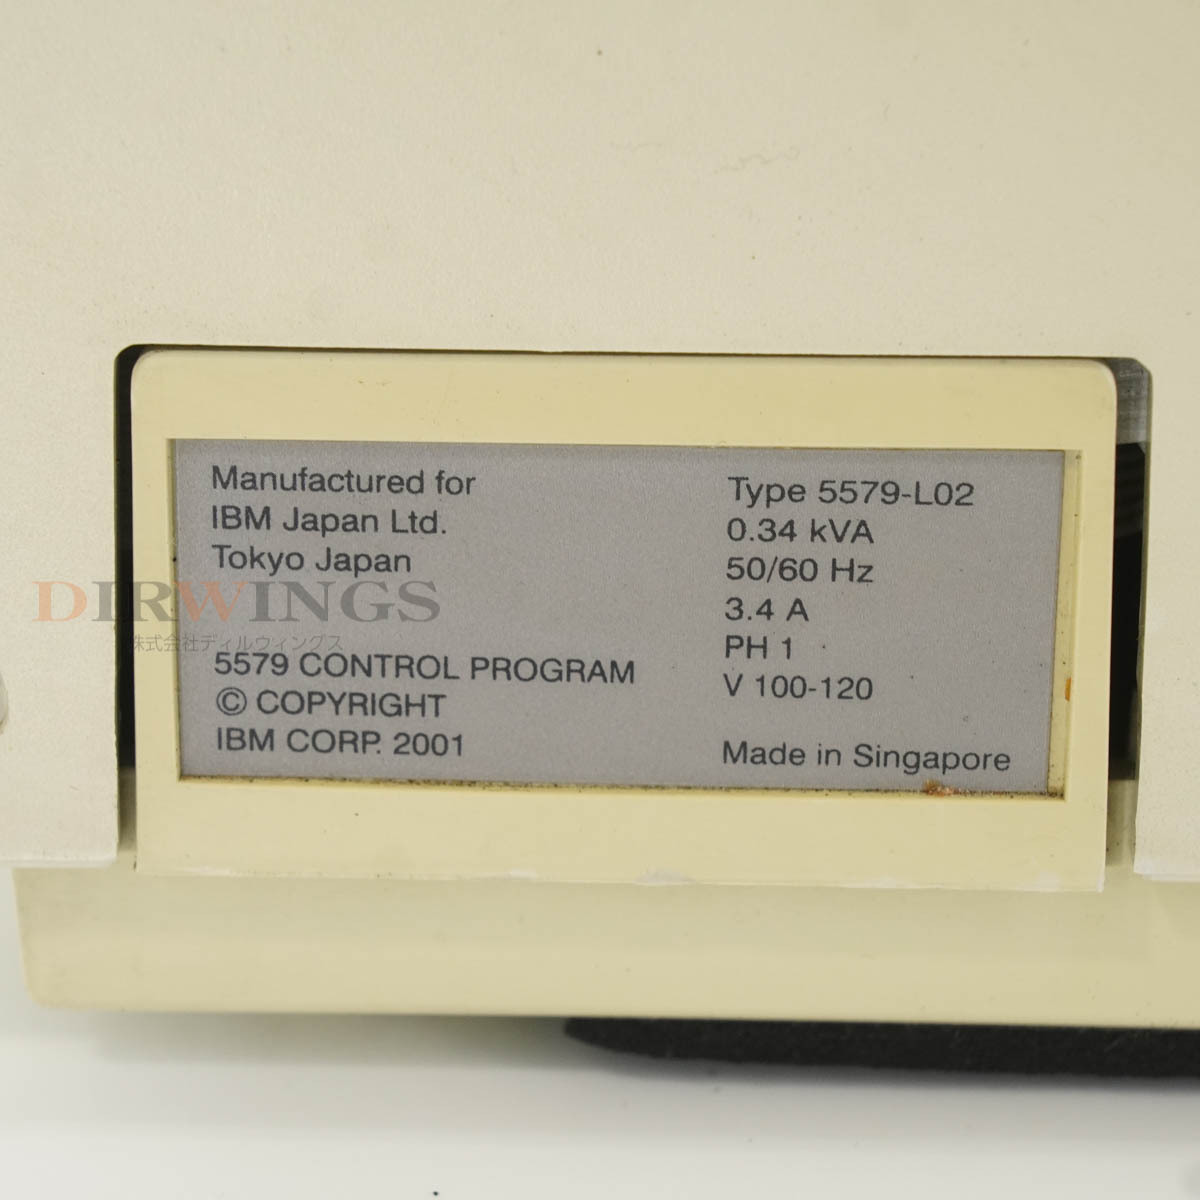 Manufactured for
IBM Japan Ltd.
Tokyo Japan
5579 CONTROL PROGRAM
© COPYRIGHT
IBM CORP. 2001
Type 5579-L02
0.34 kVA
50/60 Hz
3.4 A
PH 1
V 100-120
Made in Singapore
DIRWINGS
株式会社ディルウィングス